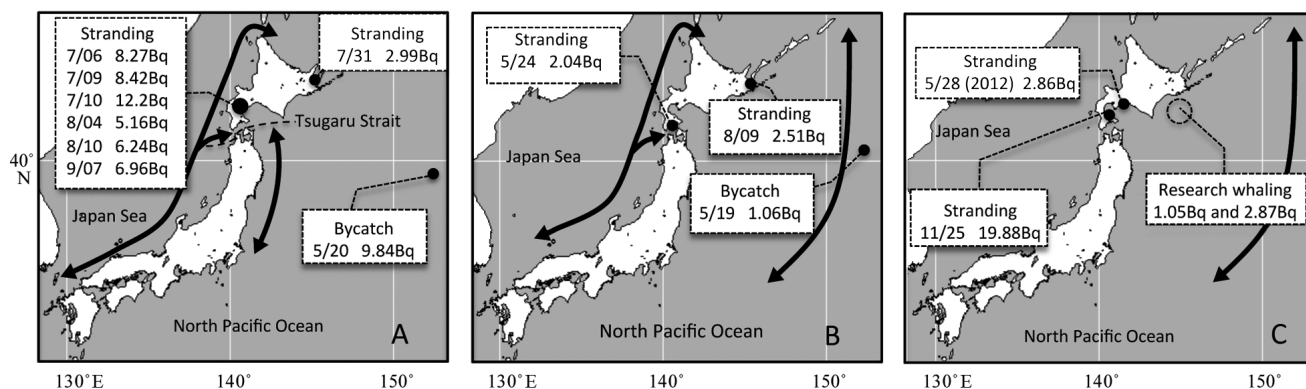 Stranding
7/06 8.27Bq
7/09 8.42Bq
7/10 12.2Bq
8/04 5.16Bq
8/10 6.24Bq
9/07 6.96Bq
Stranding
7/31 2.99Bq
Tsugaru Strait
Japan Sea
Bycatch
5/20 9.84Bq
North Pacific Ocean
A
40˚
N
130˚E
140˚
150˚
Stranding
5/24 2.04Bq
Stranding
8/09 2.51Bq
Japan Sea
Bycatch
5/19 1.06Bq
North Pacific Ocean
B
130˚E
140˚
150˚
Stranding
5/28 (2012) 2.86Bq
Japan Sea
Stranding
11/25 19.88Bq
Research whaling
1.05Bq and 2.87Bq
North Pacific Ocean
C
130˚E
140˚
150˚